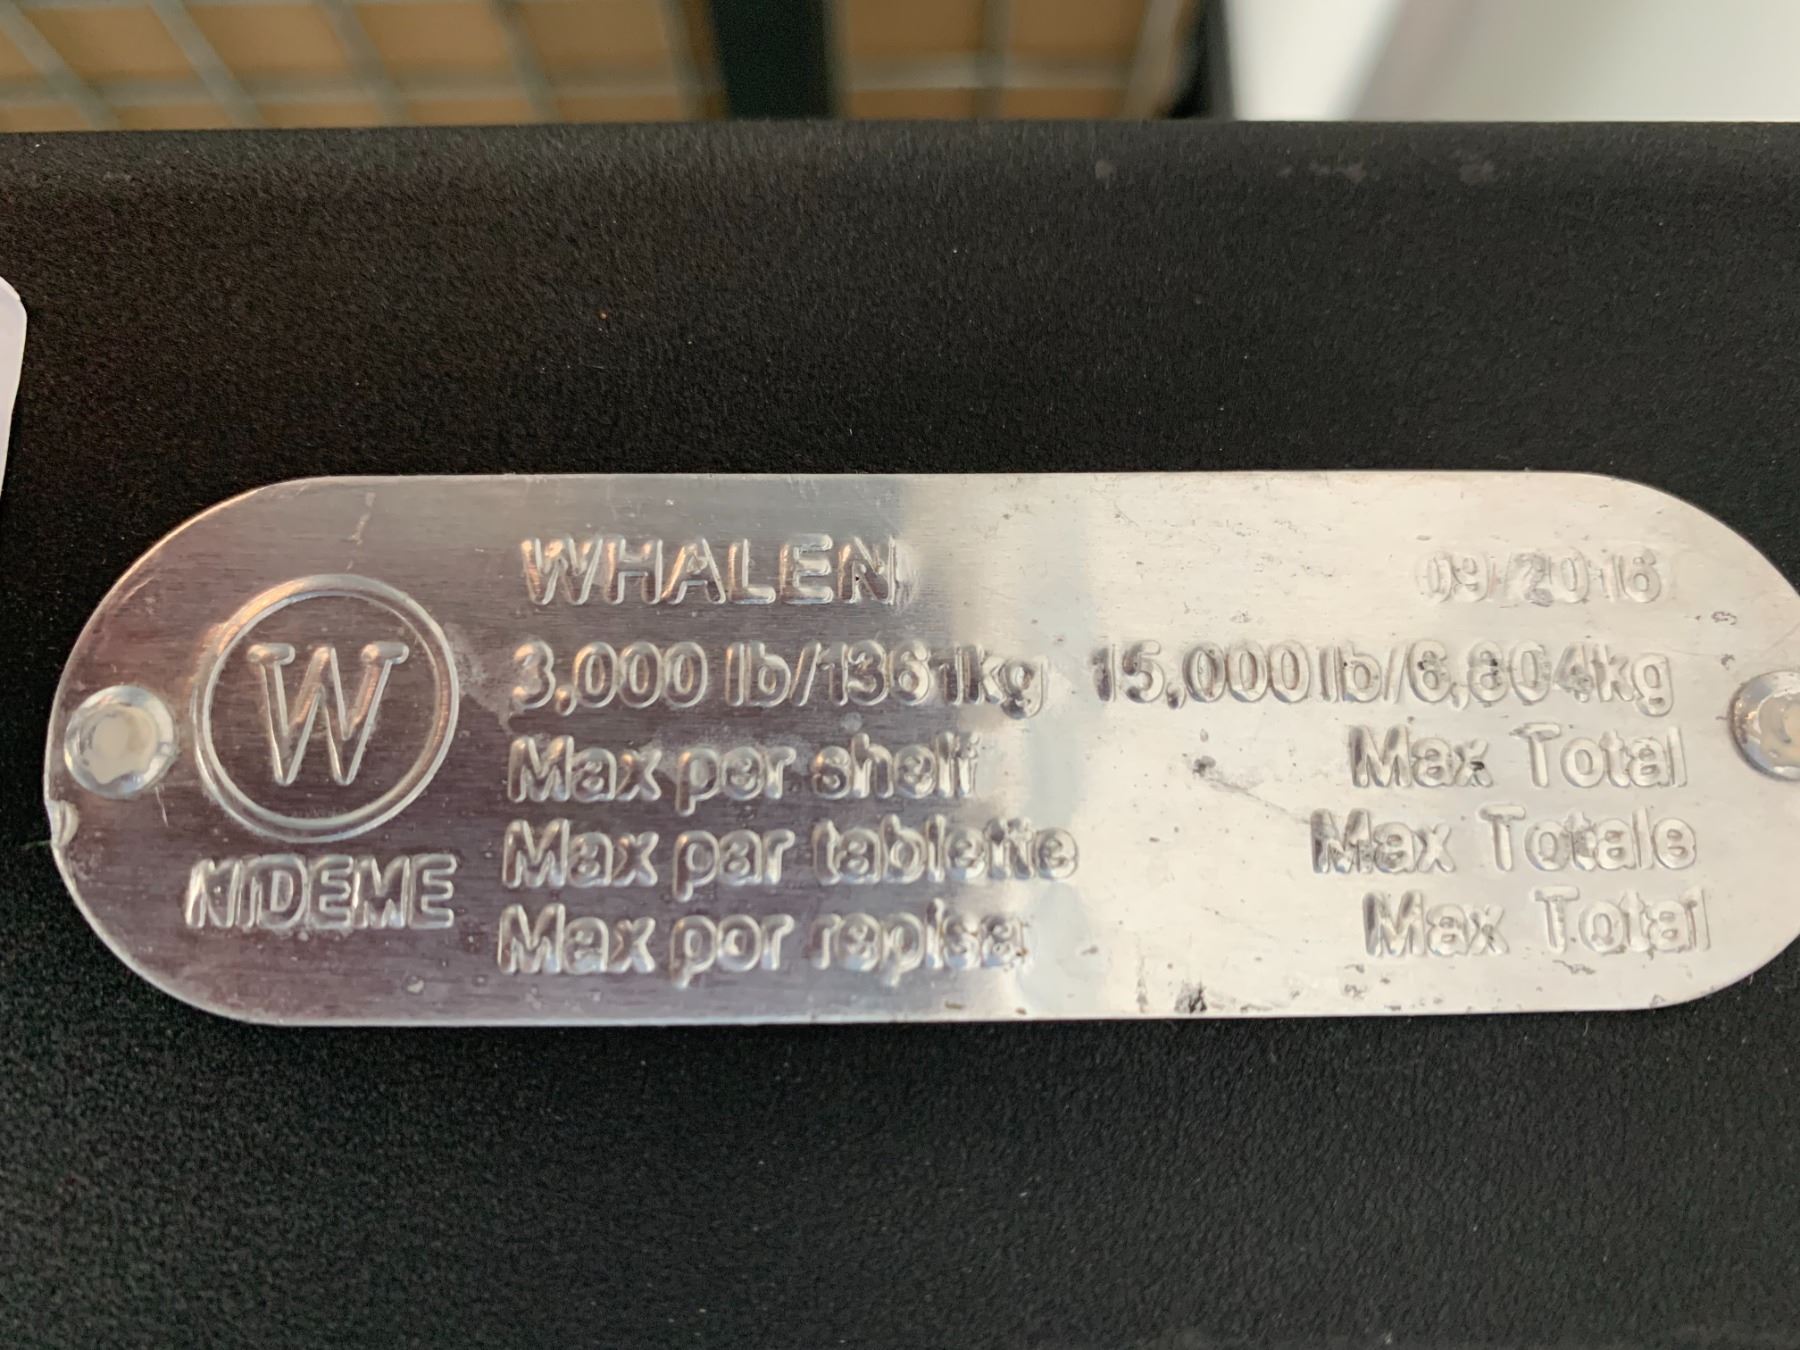 WHALEN 09/2016
W
3,000 lb/1361kg 15,000lb/6,804kg
Max per shelf Max Total
Max par tablette Max Totale
NIDEME
Max por repisa Max Total